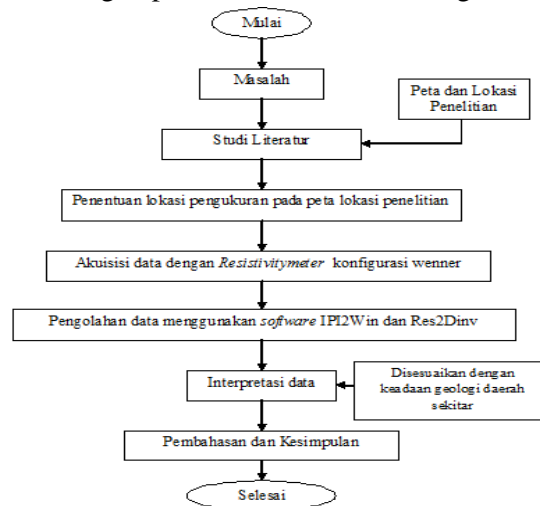 Mulai
Masalah
Peta dan Lokasi
Penelitian
Studi Literatur
Penentuan lokasi pengukuran pada peta lokasi penelitian
Akuisisi data dengan Resistivitymeter konfigurasi wenner
Pengolahan data menggunakan software IPI2Win dan Res2Dinv
Interpretasi data
Disesuaikan dengan
keadaan geologi daerah
sekitar
Pembahasan dan Kesimpulan
Selesai